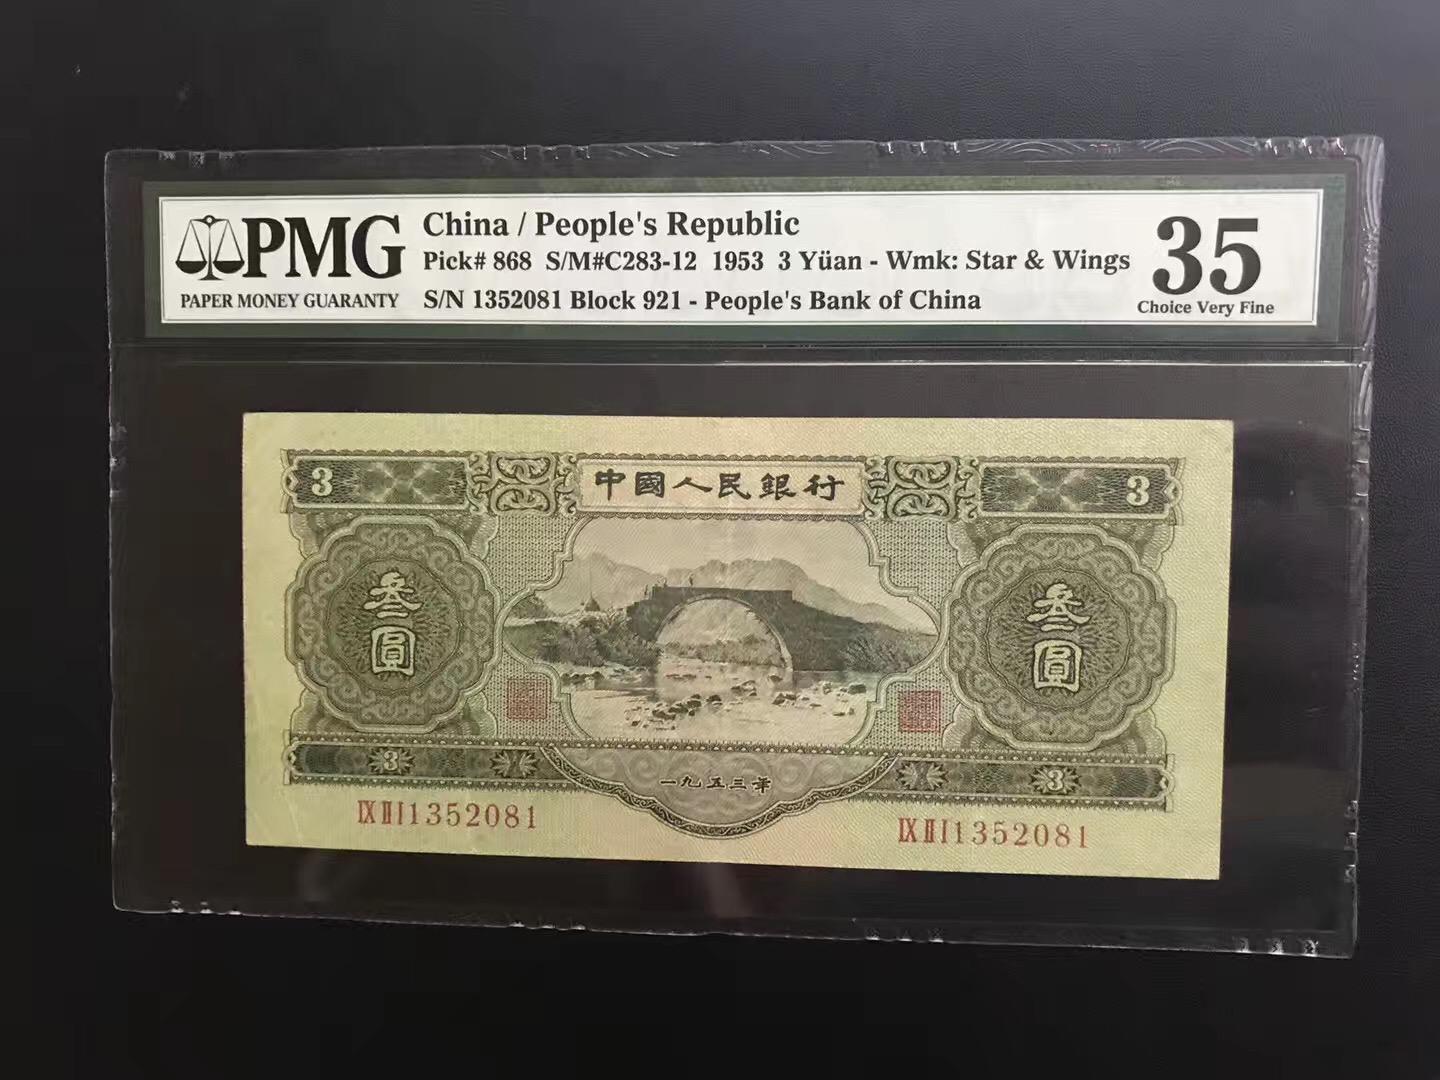 PMG
PAPER MONEY GUARANTY
China / People's Republic
Pick# 868 S/M#C283-12 1953 3 Yüan - Wmk: Star & Wings
S/N 1352081 Block 921 - People's Bank of China
35
Choice Very Fine
3 中國人民銀行 3
叁圓 叁圓
3 一九五三年 3
ⅨⅡⅠ1352081 ⅨⅡⅠ1352081